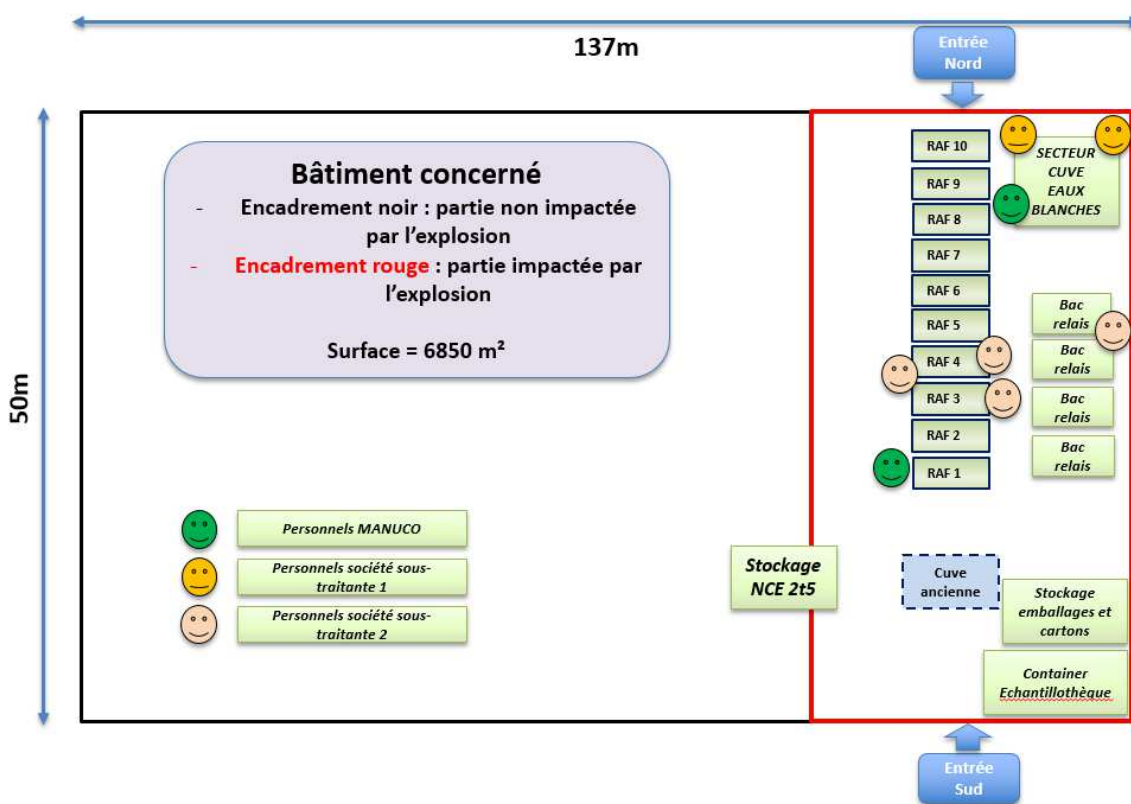 137m
Entrée
Nord
50m
Bâtiment concerné
- Encadrement noir : partie non impactée
par l'explosion
- Encadrement rouge : partie impactée par
l'explosion
Surface = 6850 m²
RAF 10
RAF 9
RAF 8
RAF 7
RAF 6
RAF 5
RAF 4
RAF 3
RAF 2
RAF 1
SECTEUR
CUVE
EAUX
BLANCHES
Bac
relais
Bac
relais
Bac
relais
Bac
relais
Personnels MANUCO
Personnels société sous-
traitante 1
Personnels société sous-
traitante 2
Stockage
NCE 2t5
Cuve
ancienne
Stockage
emballages et
cartons
Container
Echantillothèque
Entrée
Sud